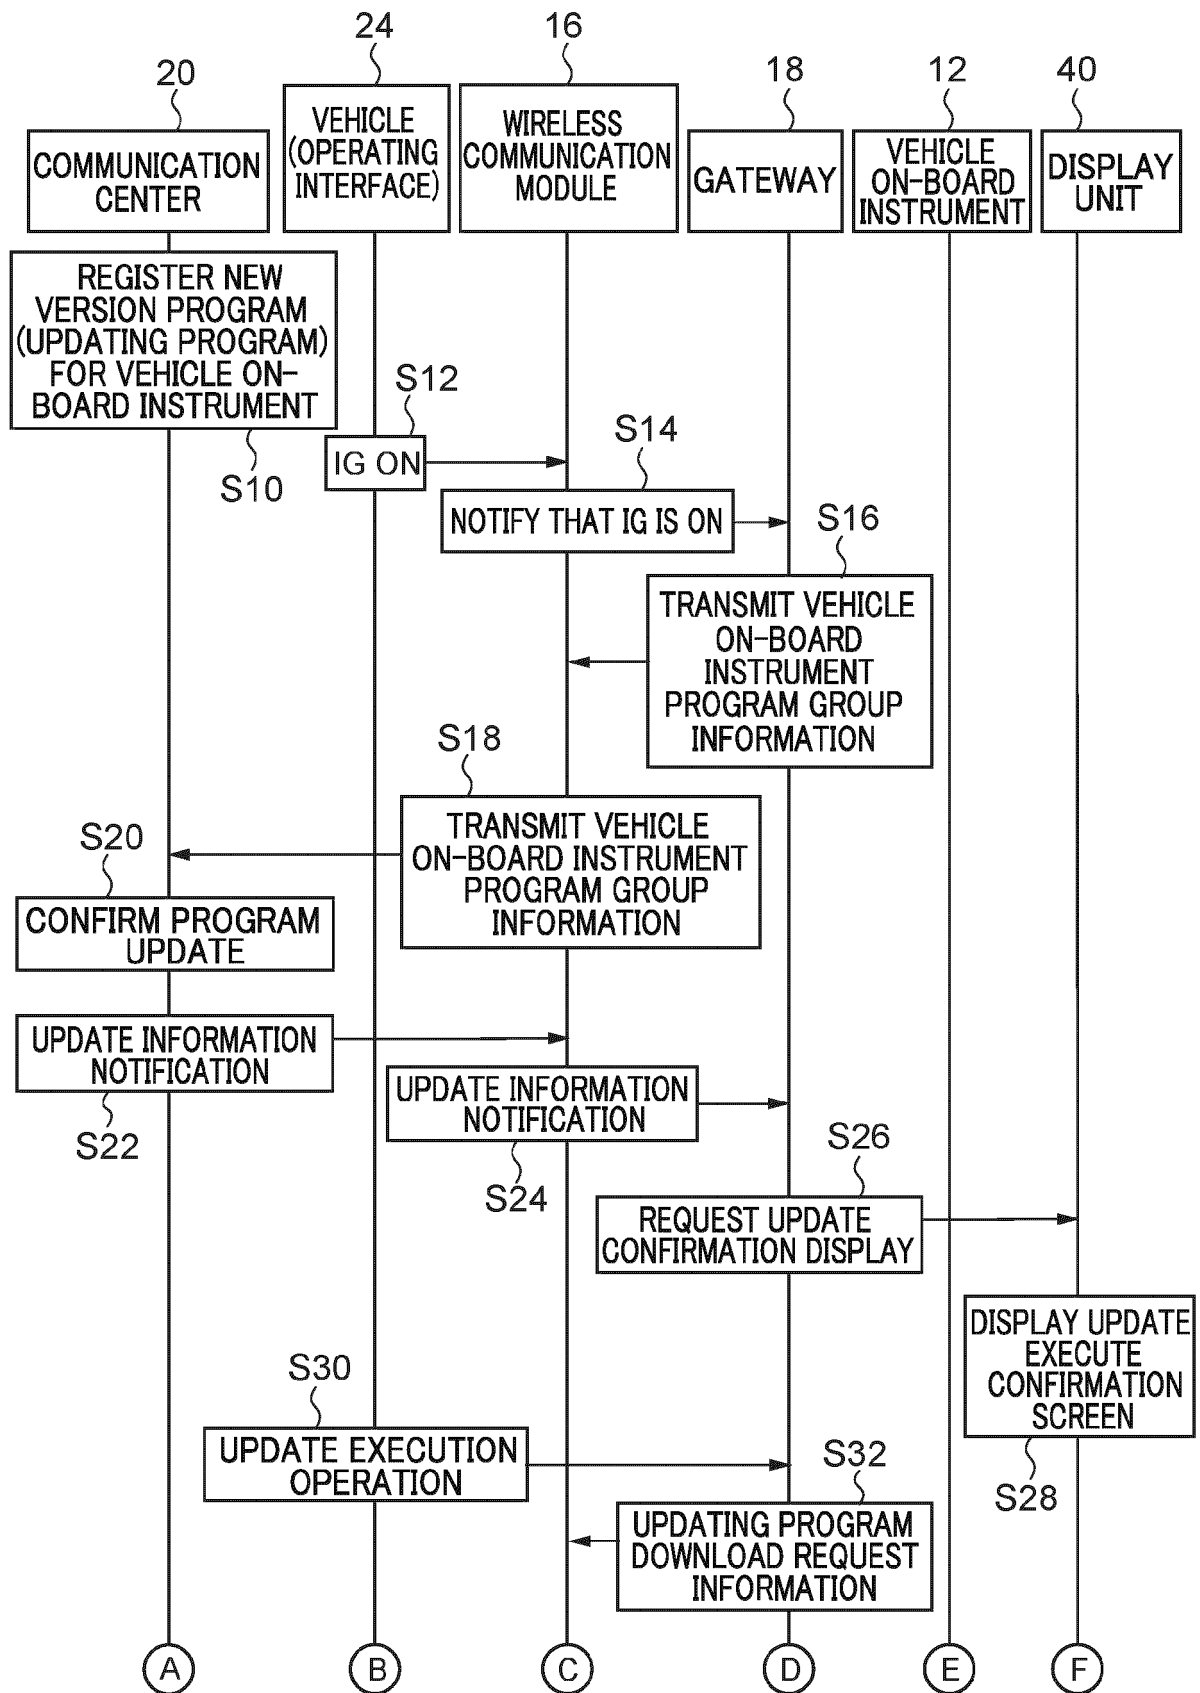 24
16
20
18
12
40
VEHICLE
(OPERATING
INTERFACE)
WIRELESS
COMMUNICATION
MODULE
COMMUNICATION
CENTER
GATEWAY
VEHICLE
ON-BOARD
INSTRUMENT
DISPLAY
UNIT
REGISTER NEW
VERSION PROGRAM
(UPDATING PROGRAM)
FOR VEHICLE ON-
BOARD INSTRUMENT
S10
S12
IG ON
S14
NOTIFY THAT IG IS ON
S16
TRANSMIT VEHICLE
ON-BOARD
INSTRUMENT
PROGRAM GROUP
INFORMATION
S18
TRANSMIT VEHICLE
ON-BOARD INSTRUMENT
PROGRAM GROUP
INFORMATION
S20
CONFIRM PROGRAM
UPDATE
UPDATE INFORMATION
NOTIFICATION
S22
UPDATE INFORMATION
NOTIFICATION
S24
S26
REQUEST UPDATE
CONFIRMATION DISPLAY
DISPLAY UPDATE
EXECUTE
CONFIRMATION
SCREEN
S28
S30
UPDATE EXECUTION
OPERATION
S32
UPDATING PROGRAM
DOWNLOAD REQUEST
INFORMATION
A
B
C
D
E
F